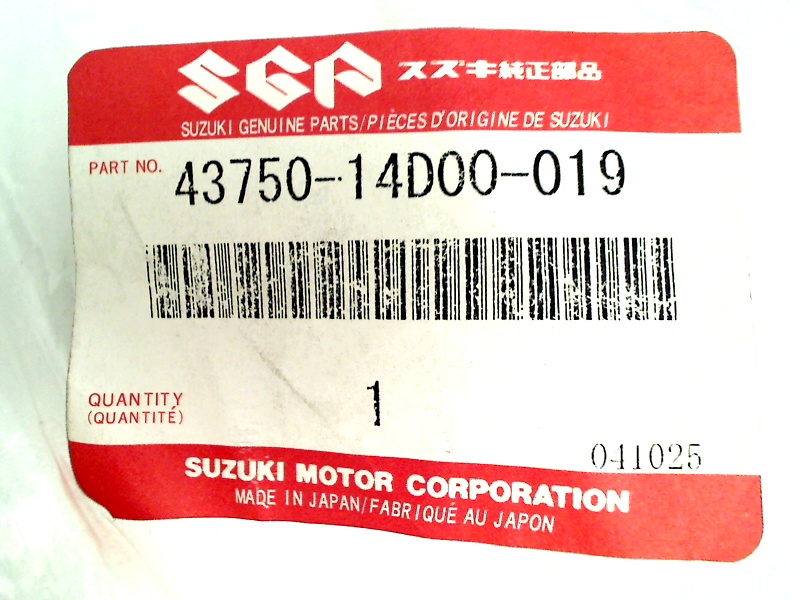 SGP スズキ純正部品
SUZUKI GENUINE PARTS/PIÈCES D'ORIGINE DE SUZUKI
PART NO. 43750-14D00-019
QUANTITY 1
(QUANTITÉ)
041025
SUZUKI MOTOR CORPORATION
MADE IN JAPAN/FABRIQUÉ AU JAPON